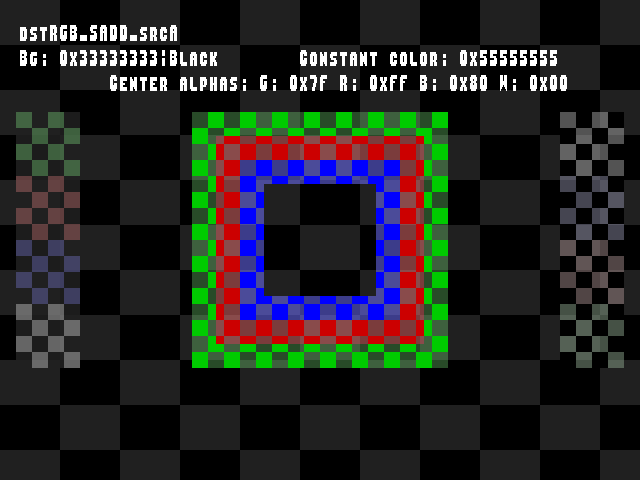 dstRGB_SADD_srcA
Bg: 0x33333333;Black Constant color: 0x55555555
Center alphas: G: 0x7f R: 0xff B: 0x80 W: 0x00